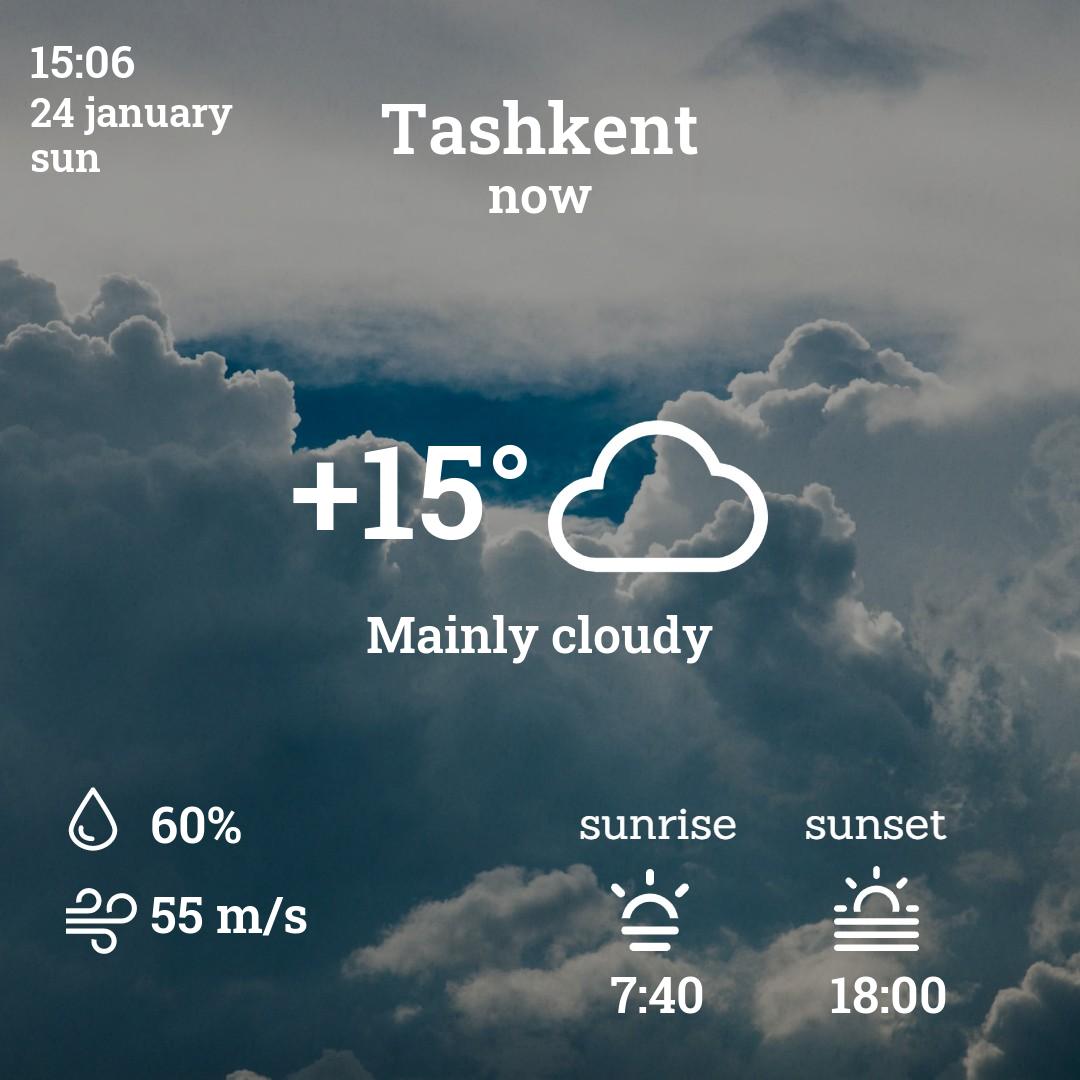 15:06
24 january
sun
Tashkent
now
+15°
Mainly cloudy
60%
55 m/s
sunrise
sunset
7:40
18:00